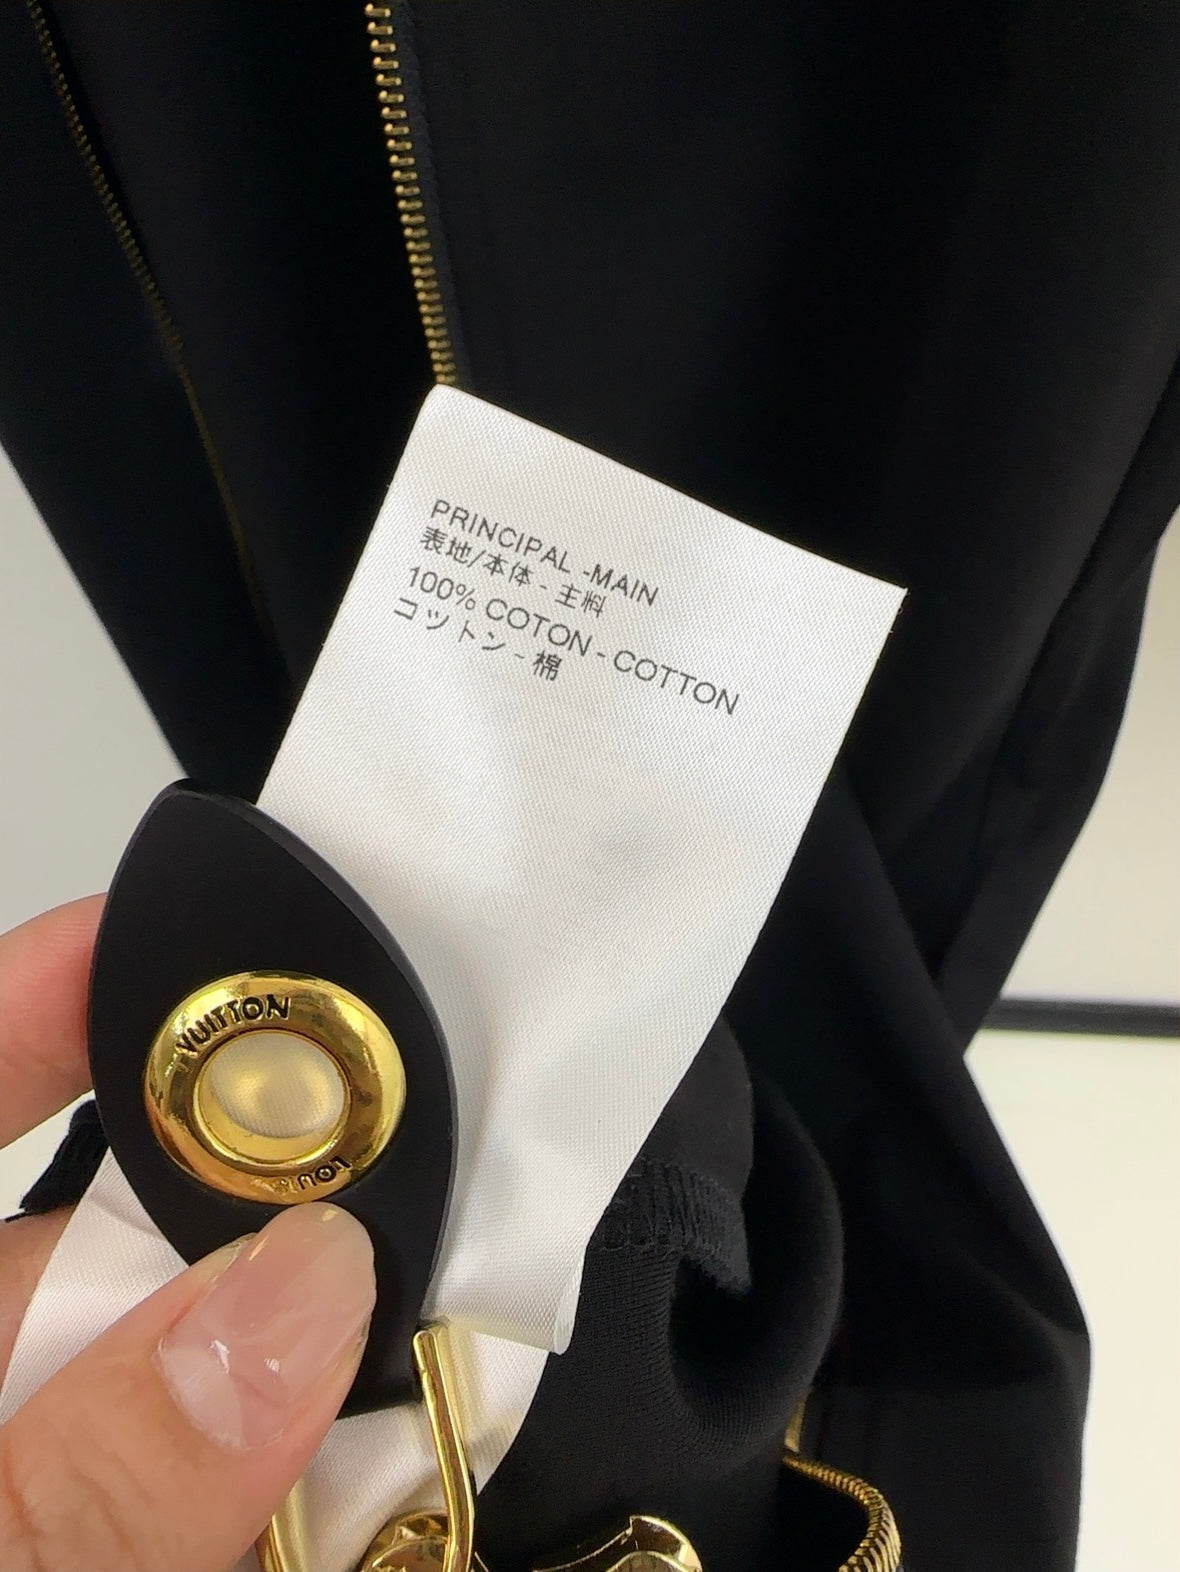 PRINCIPAL -MAIN
表地/本体 - 主料
100% COTON - COTTON
コットン - 棉
VUITTON
LOUIS